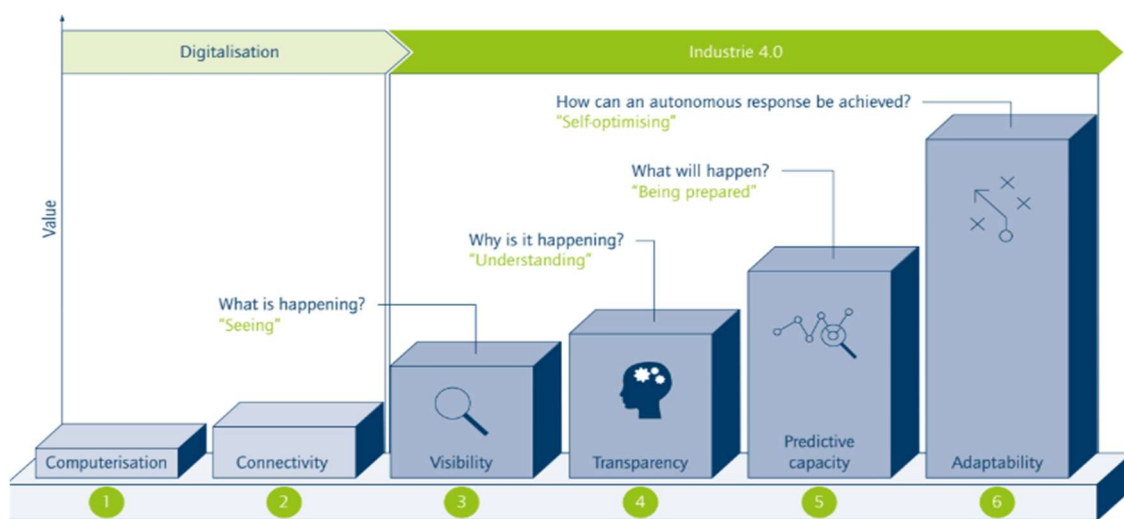 Digitalisation
Industrie 4.0
Value
How can an autonomous response be achieved?
"Self-optimising"
What will happen?
"Being prepared"
Why is it happening?
"Understanding"
What is happening?
"Seeing"
Computerisation
Connectivity
Visibility
Transparency
Predictive
capacity
Adaptability
1
2
3
4
5
6